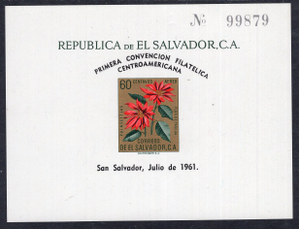 Nº 99879
REPUBLICA DE EL SALVADOR, C.A.
PRIMERA CONVENCION FILATELICA
CENTROAMERICANA
60 CENTAVOS AEREO
CORREOS
DE EL SALVADOR, C.A.
San Salvador, Julio de 1961.